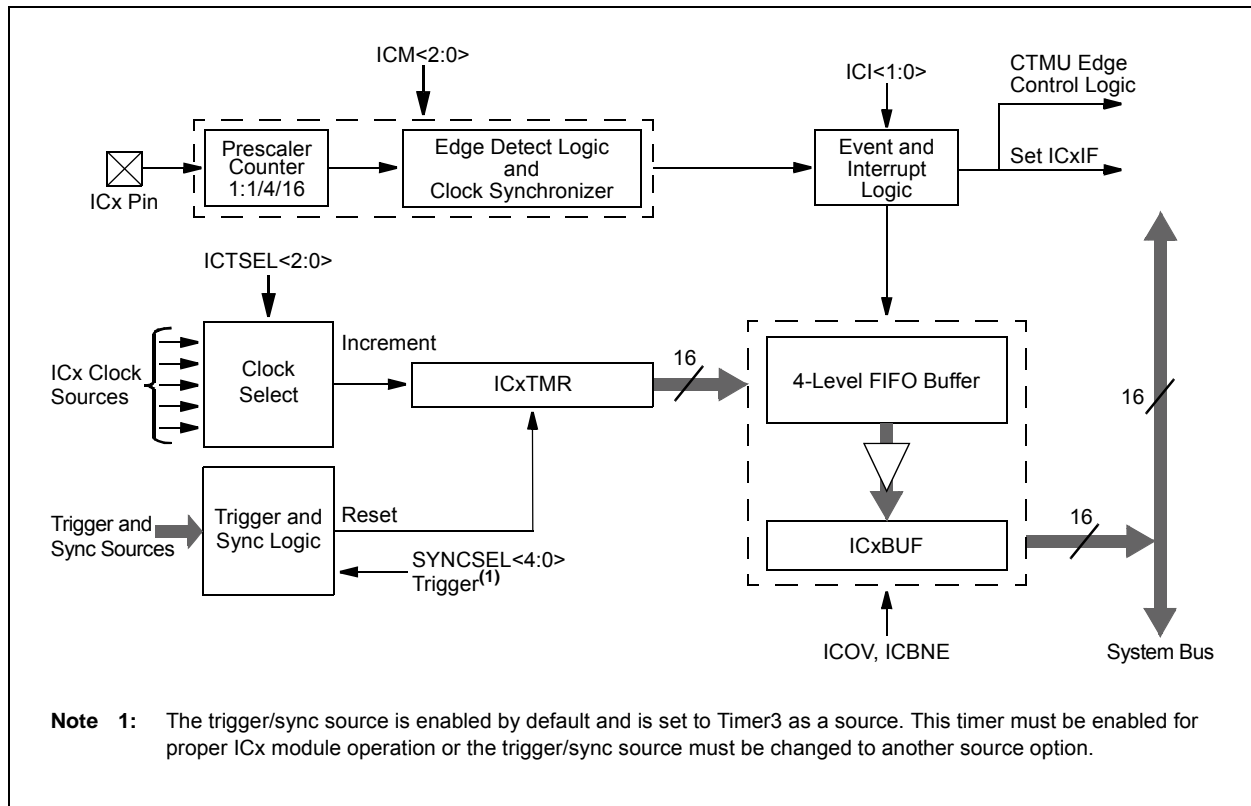 ICM<2:0>
ICI<1:0>
CTMU Edge
Control Logic
Prescaler
Counter
1:1/4/16
Edge Detect Logic
and
Clock Synchronizer
Event and
Interrupt
Logic
Set ICxIF
ICx Pin
ICTSEL<2:0>
ICx Clock
Sources
Clock
Select
Increment
ICxTMR
16
4-Level FIFO Buffer
16
Trigger and
Sync Sources
Trigger and
Sync Logic
Reset
SYNCSEL<4:0>
Trigger(1)
ICxBUF
16
ICOV, ICBNE
System Bus
Note 1: The trigger/sync source is enabled by default and is set to Timer3 as a source. This timer must be enabled for
proper ICx module operation or the trigger/sync source must be changed to another source option.